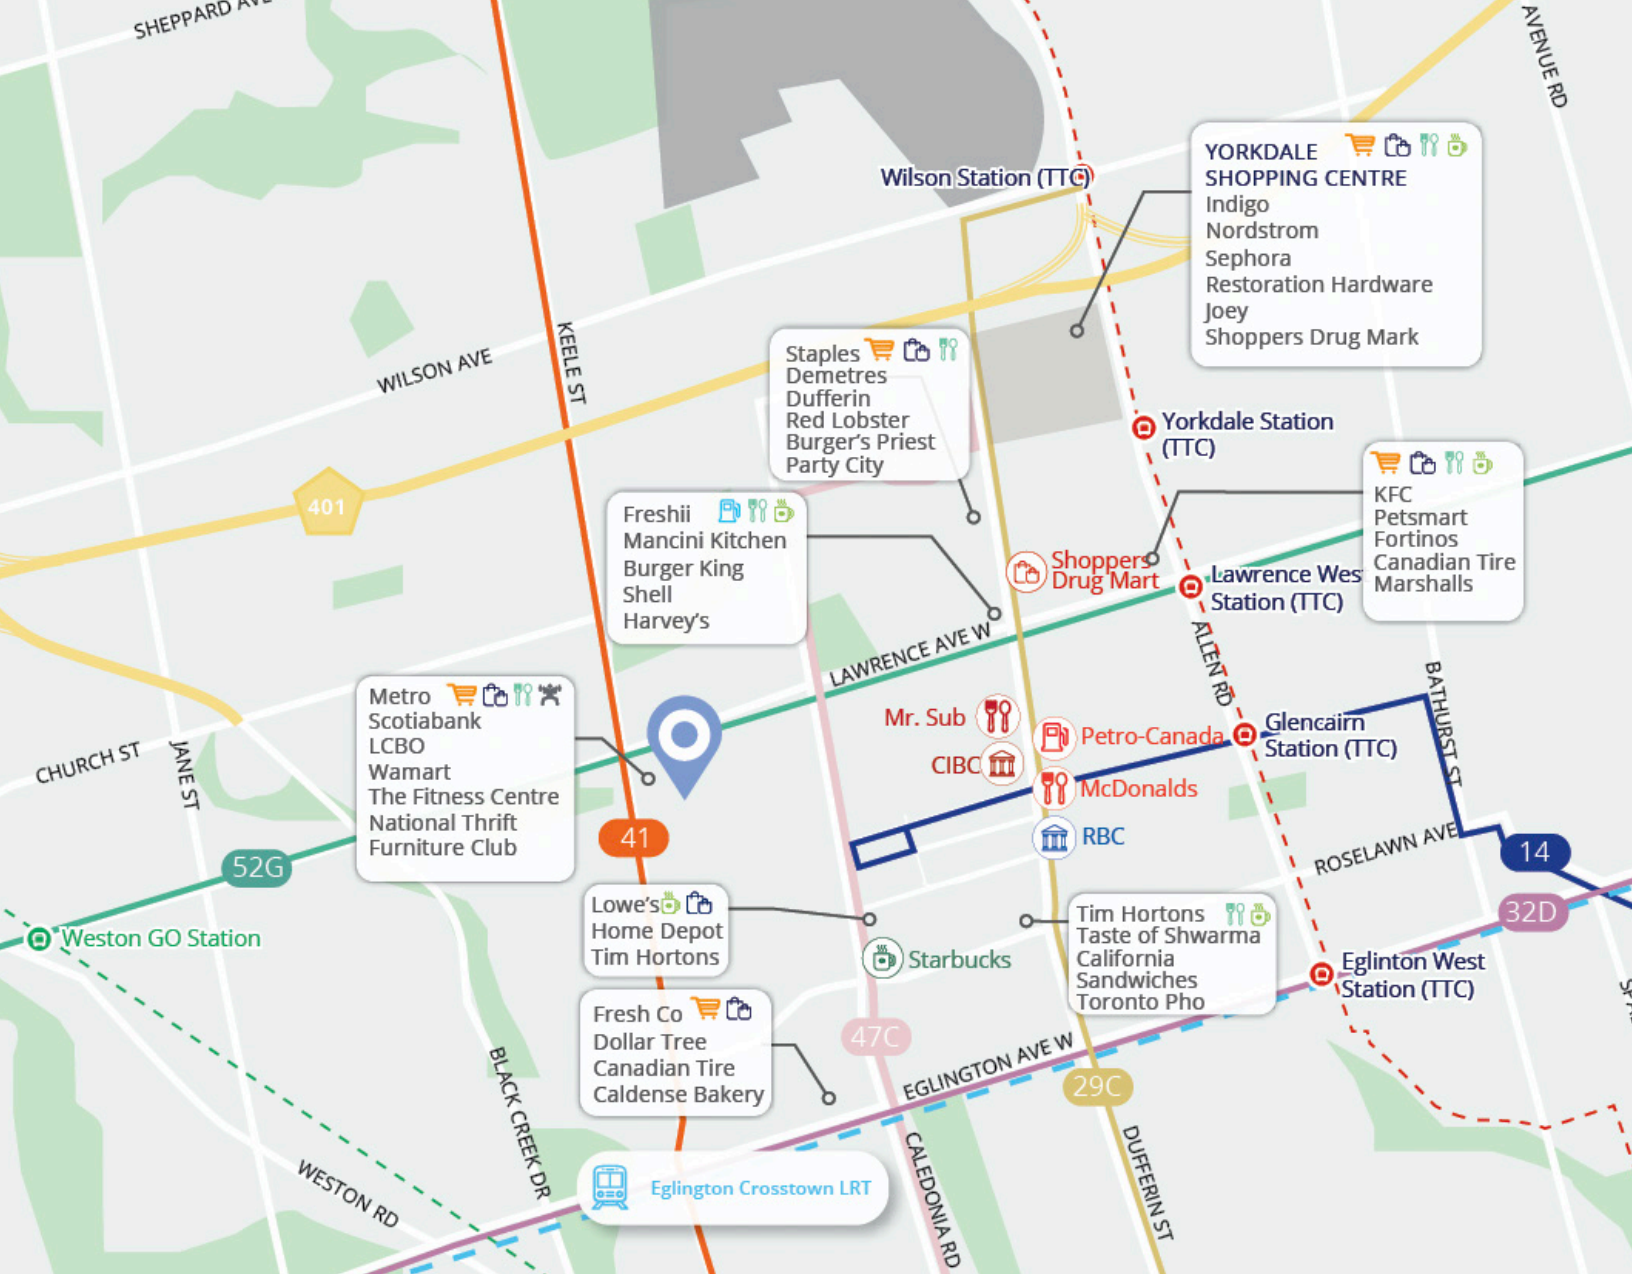 SHEPPARD AVE
AVENUE RD
Wilson Station (TTC)
YORKDALE
SHOPPING CENTRE
Indigo
Nordstrom
Sephora
Restoration Hardware
Joey
Shoppers Drug Mark
WILSON AVE
KEELE ST
Staples
Demetres
Dufferin
Red Lobster
Burger's Priest
Party City
Yorkdale Station
(TTC)
401
KFC
Petsmart
Fortinos
Canadian Tire
Marshalls
Freshii
Mancini Kitchen
Burger King
Shell
Harvey's
Shoppers
Drug Mart
Lawrence Wes
Station (TTC)
LAWRENCE AVE W
ALLEN RD
BATHURST ST
Metro
Scotiabank
LCBO
Wamart
The Fitness Centre
National Thrift
Furniture Club
CHURCH ST
JANE ST
Mr. Sub
Petro-Canada
CIBC
McDonalds
RBC
Glencairn
Station (TTC)
41
52G
ROSELAWN AVE
14
32D
Weston GO Station
Lowe's
Home Depot
Tim Hortons
Starbucks
Tim Hortons
Taste of Shwarma
California
Sandwiches
Toronto Pho
Eglinton West
Station (TTC)
Fresh Co
Dollar Tree
Canadian Tire
Caldense Bakery
47C
EGLINGTON AVE W
29C
BLACK CREEK DR
WESTON RD
CALEDONIA RD
DUFFERIN ST
Eglington Crosstown LRT